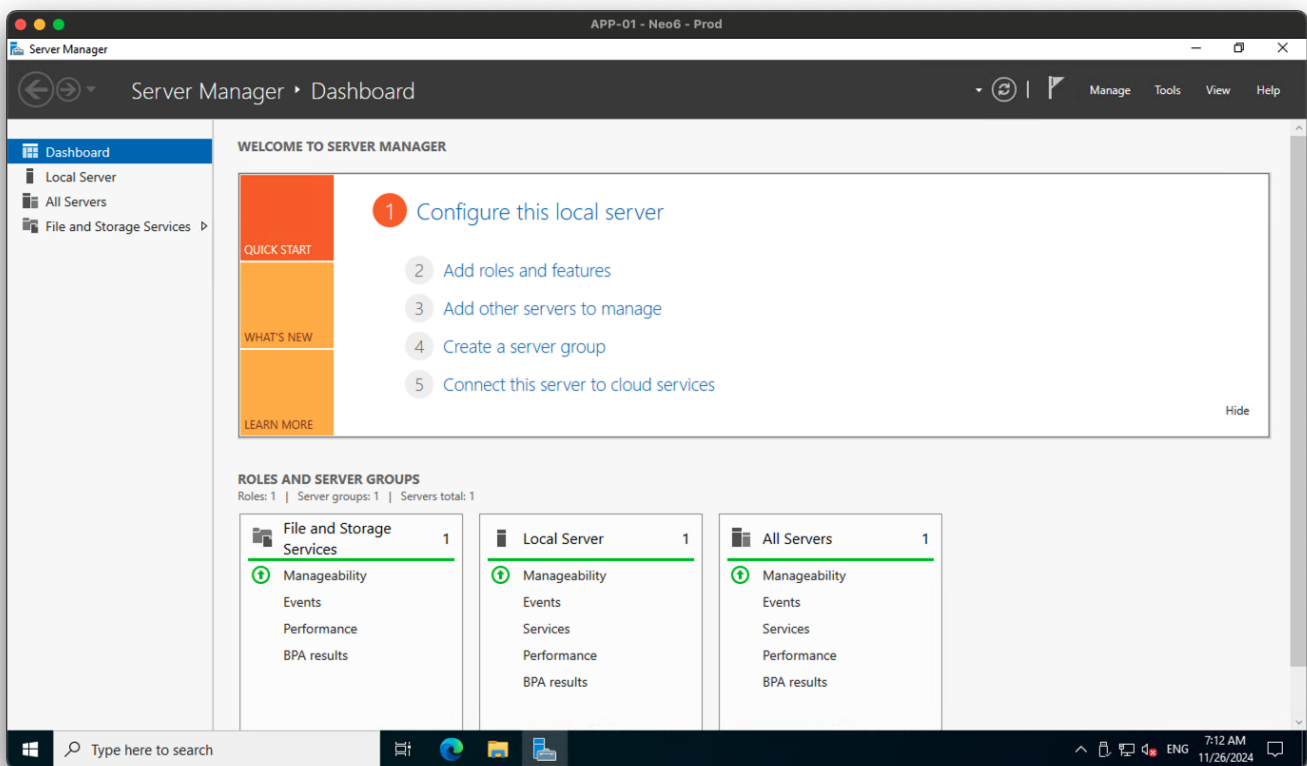 APP-01 - Neo6 - Prod
Server Manager
Server Manager ‣ Dashboard
Manage Tools View Help
Dashboard
Local Server
All Servers
File and Storage Services
WELCOME TO SERVER MANAGER
QUICK START
WHAT'S NEW
LEARN MORE
1 Configure this local server
2 Add roles and features
3 Add other servers to manage
4 Create a server group
5 Connect this server to cloud services
Hide
ROLES AND SERVER GROUPS
Roles: 1 | Server groups: 1 | Servers total: 1
File and Storage
Services 1
Manageability
Events
Performance
BPA results
Local Server 1
Manageability
Events
Services
Performance
BPA results
All Servers 1
Manageability
Events
Services
Performance
BPA results
Type here to search
ENG
7:12 AM
11/26/2024